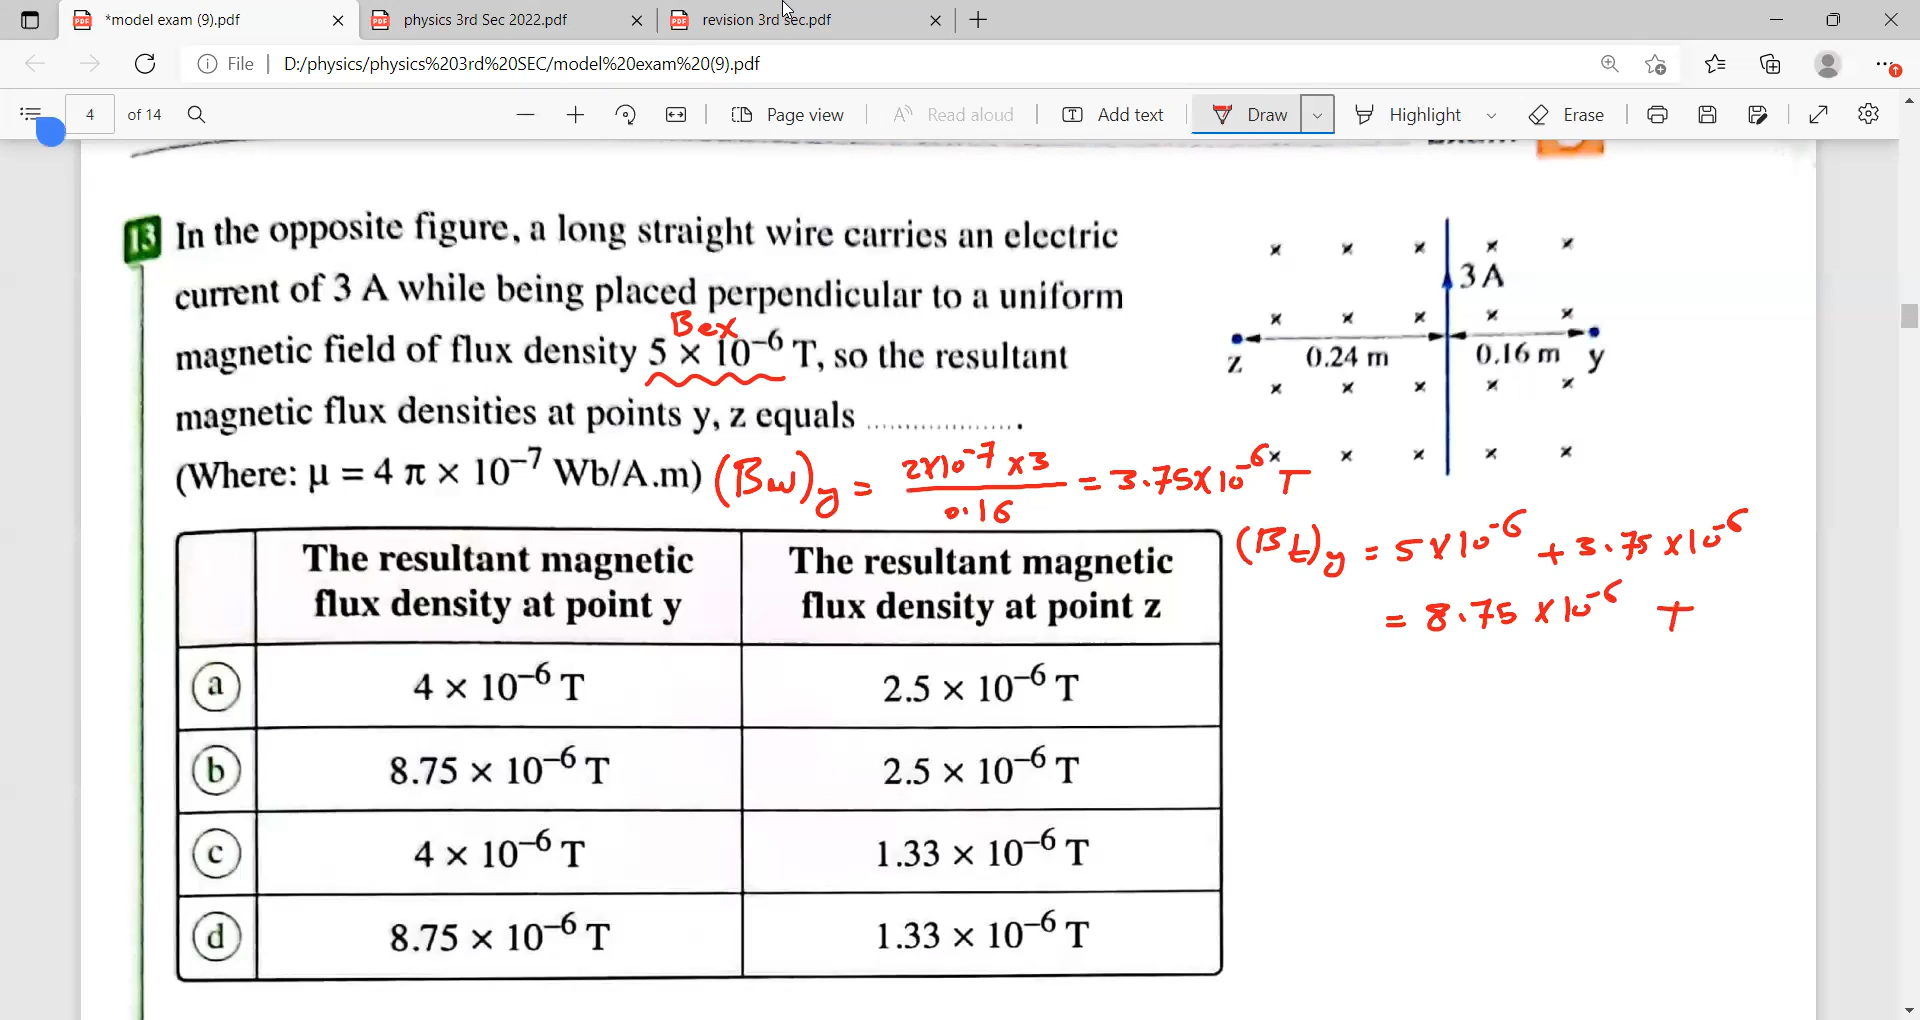 *model exam (9).pdf
physics 3rd Sec 2022.pdf
revision 3rd sec.pdf
File
D:/physics/physics%203rd%20SEC/model%20exam%20(9).pdf
4 of 14
Page view
Read aloud
Add text
Draw
Highlight
Erase
13 In the opposite figure, a long straight wire carries an electric
current of 3 A while being placed perpendicular to a uniform
Bex
magnetic field of flux density 5 × 10⁻⁶ T, so the resultant
magnetic flux densities at points y, z equals ....................
(Where: μ = 4 π × 10⁻⁷ Wb/A.m)
3 A
z 0.24 m 0.16 m y
(Bw)y = 2×10⁻⁷ × 3 / 0.16 = 3.75×10⁻⁶ T
(Bt)y = 5×10⁻⁶ + 3.75×10⁻⁶
= 8.75 ×10⁻⁶ T
The resultant magnetic flux density at point y
The resultant magnetic flux density at point z
a 4 × 10⁻⁶ T 2.5 × 10⁻⁶ T
b 8.75 × 10⁻⁶ T 2.5 × 10⁻⁶ T
c 4 × 10⁻⁶ T 1.33 × 10⁻⁶ T
d 8.75 × 10⁻⁶ T 1.33 × 10⁻⁶ T